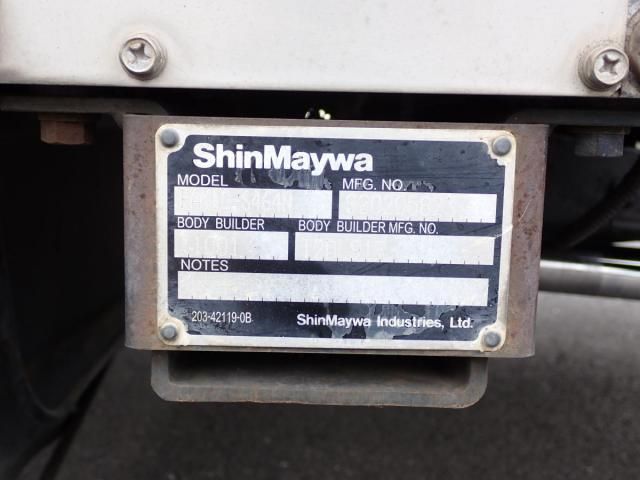 ShinMaywa
MODEL MFG. NO.
BODY BUILDER BODY BUILDER MFG. NO.
NOTES
203-42119-0B ShinMaywa Industries, Ltd.